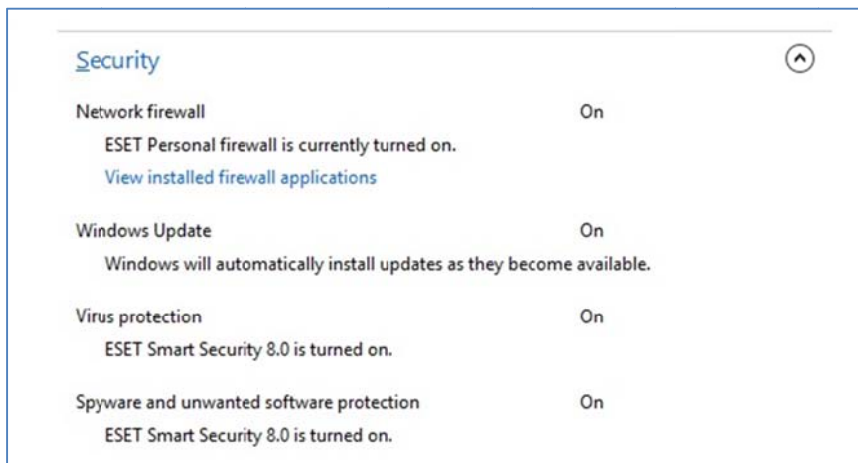 Security
Network firewall On
ESET Personal firewall is currently turned on.
View installed firewall applications
Windows Update On
Windows will automatically install updates as they become available.
Virus protection On
ESET Smart Security 8.0 is turned on.
Spyware and unwanted software protection On
ESET Smart Security 8.0 is turned on.